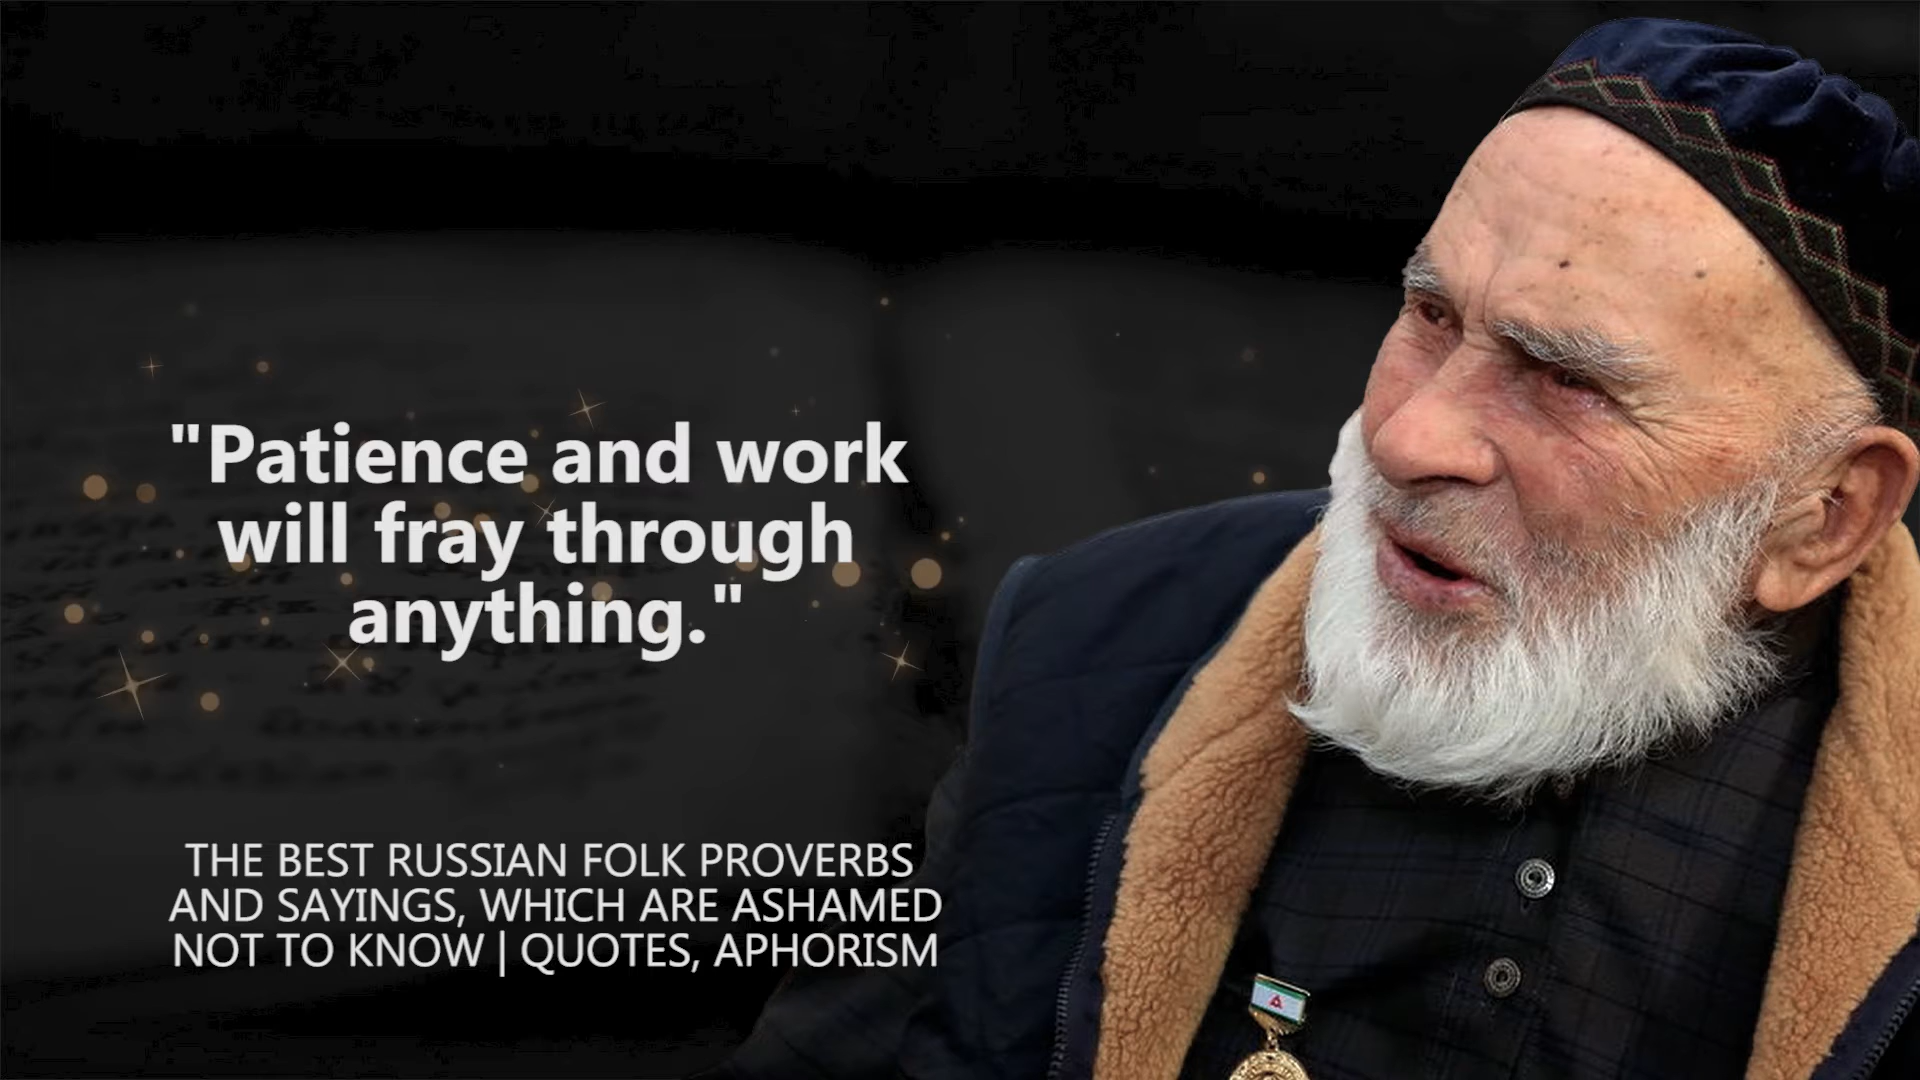 "Patience and work
will fray through
anything."
THE BEST RUSSIAN FOLK PROVERBS
AND SAYINGS, WHICH ARE ASHAMED
NOT TO KNOW | QUOTES, APHORISM